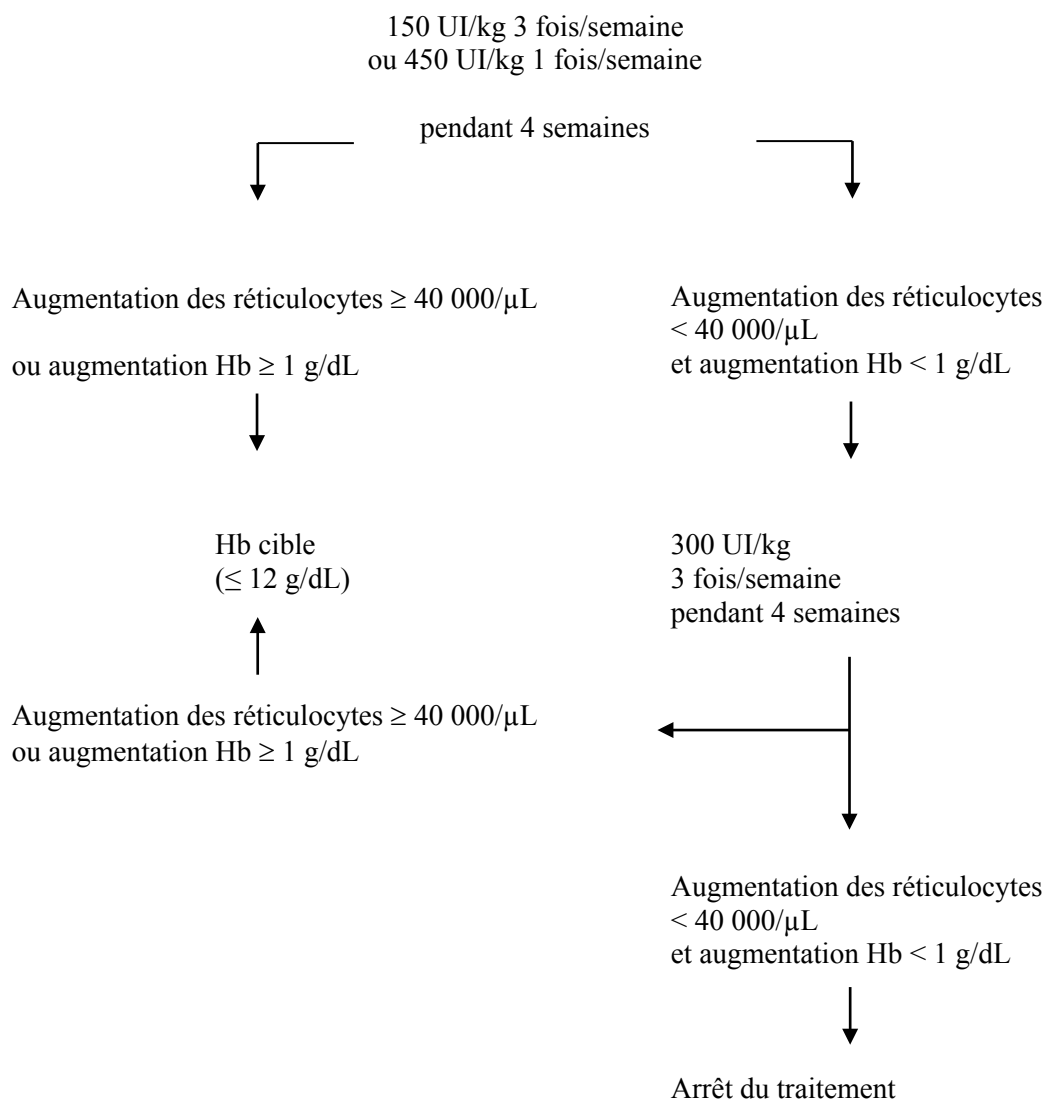 150 UI/kg 3 fois/semaine
ou 450 UI/kg 1 fois/semaine
pendant 4 semaines
Augmentation des réticulocytes ≥ 40 000/µL
ou augmentation Hb ≥ 1 g/dL
Augmentation des réticulocytes
< 40 000/µL
et augmentation Hb < 1 g/dL
Hb cible
(≤ 12 g/dL)
300 UI/kg
3 fois/semaine
pendant 4 semaines
Augmentation des réticulocytes ≥ 40 000/µL
ou augmentation Hb ≥ 1 g/dL
Augmentation des réticulocytes
< 40 000/µL
et augmentation Hb < 1 g/dL
Arrêt du traitement